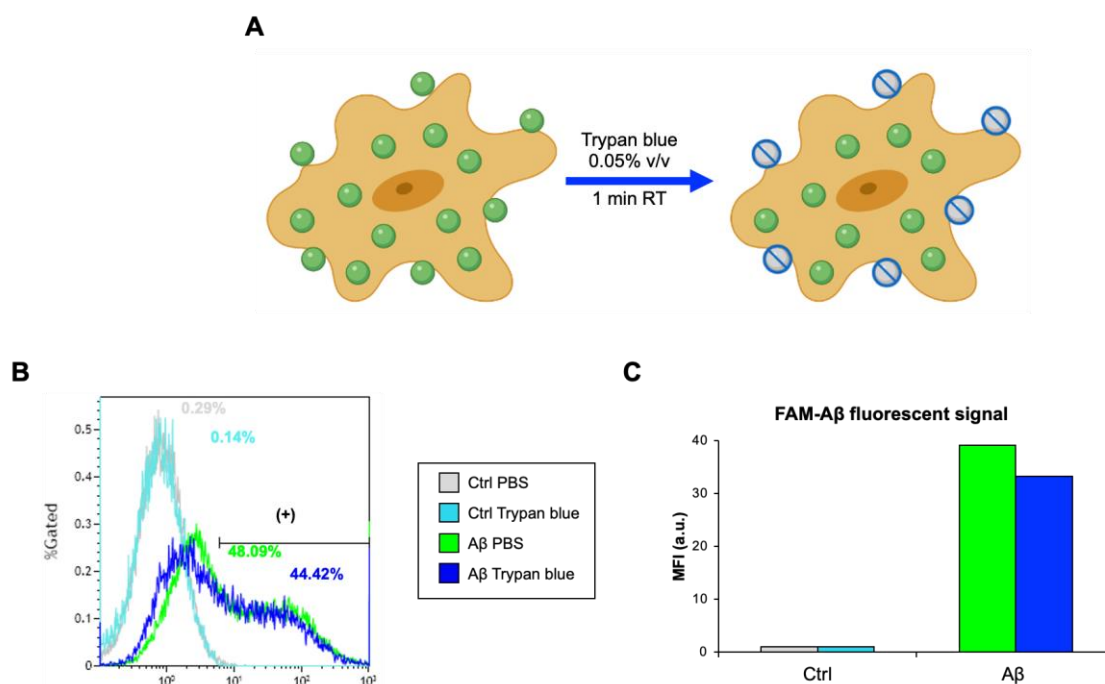 A
Trypan blue
0.05% v/v
1 min RT
B
0.29%
0.14%
(+)
48.09%
44.42%
%Gated
0.5
0.4
0.3
0.2
0.1
0
10⁰
10¹
10²
10³
Ctrl PBS
Ctrl Trypan blue
Aβ PBS
Aβ Trypan blue
C
FAM-Aβ fluorescent signal
MFI (a.u.)
40
30
20
10
0
Ctrl
Aβ